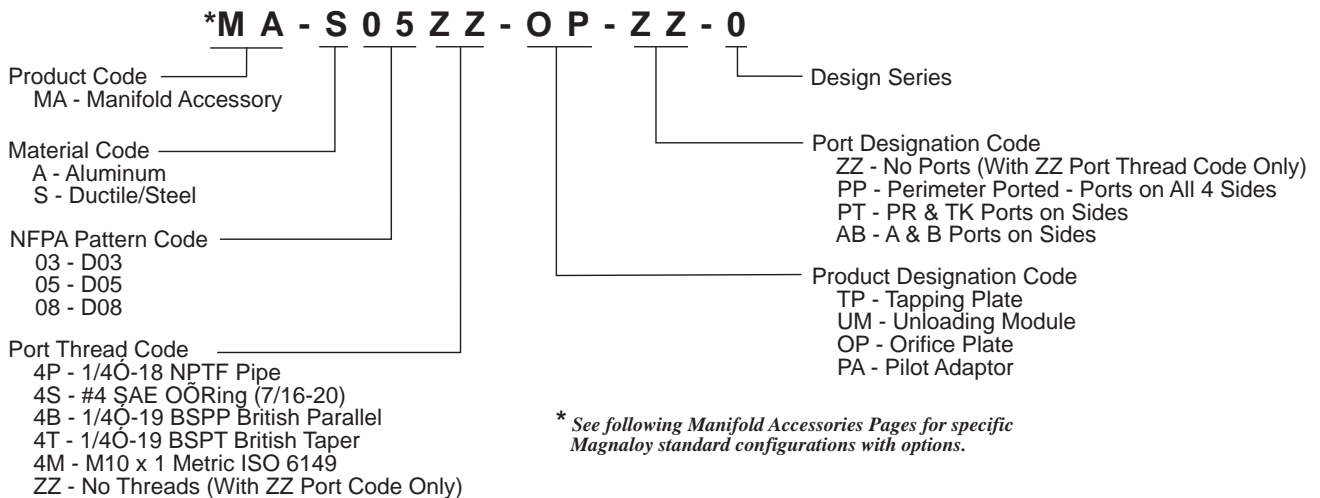 *MA-S05ZZ-OP-ZZ-0
Product Code
MA - Manifold Accessory
Material Code
A - Aluminum
S - Ductile/Steel
NFPA Pattern Code
03 - D03
05 - D05
08 - D08
Port Thread Code
4P - 1/4Ó-18 NPTF Pipe
4S - #4 SAE OÕRing (7/16-20)
4B - 1/4Ó-19 BSPP British Parallel
4T - 1/4Ó-19 BSPT British Taper
4M - M10 x 1 Metric ISO 6149
ZZ - No Threads (With ZZ Port Code Only)
Design Series
Port Designation Code
ZZ - No Ports (With ZZ Port Thread Code Only)
PP - Perimeter Ported - Ports on All 4 Sides
PT - PR & TK Ports on Sides
AB - A & B Ports on Sides
Product Designation Code
TP - Tapping Plate
UM - Unloading Module
OP - Orifice Plate
PA - Pilot Adaptor
* See following Manifold Accessories Pages for specific
Magnaloy standard configurations with options.